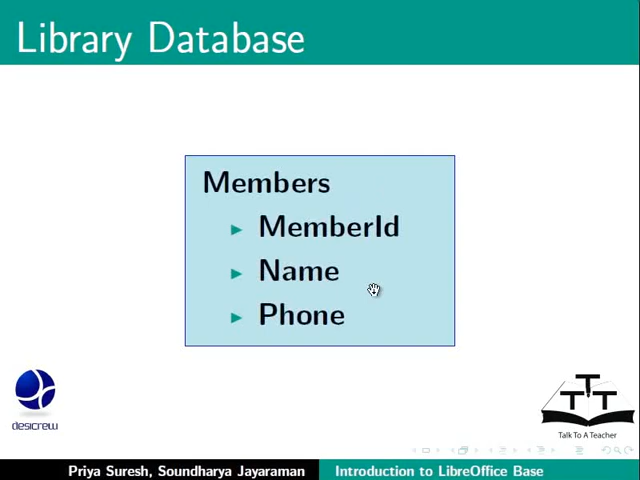 Library Database
Members
MemberId
Name
Phone
desicrew
T T T
Talk To A Teacher
Priya Suresh, Soundharya Jayaraman
Introduction to LibreOffice Base